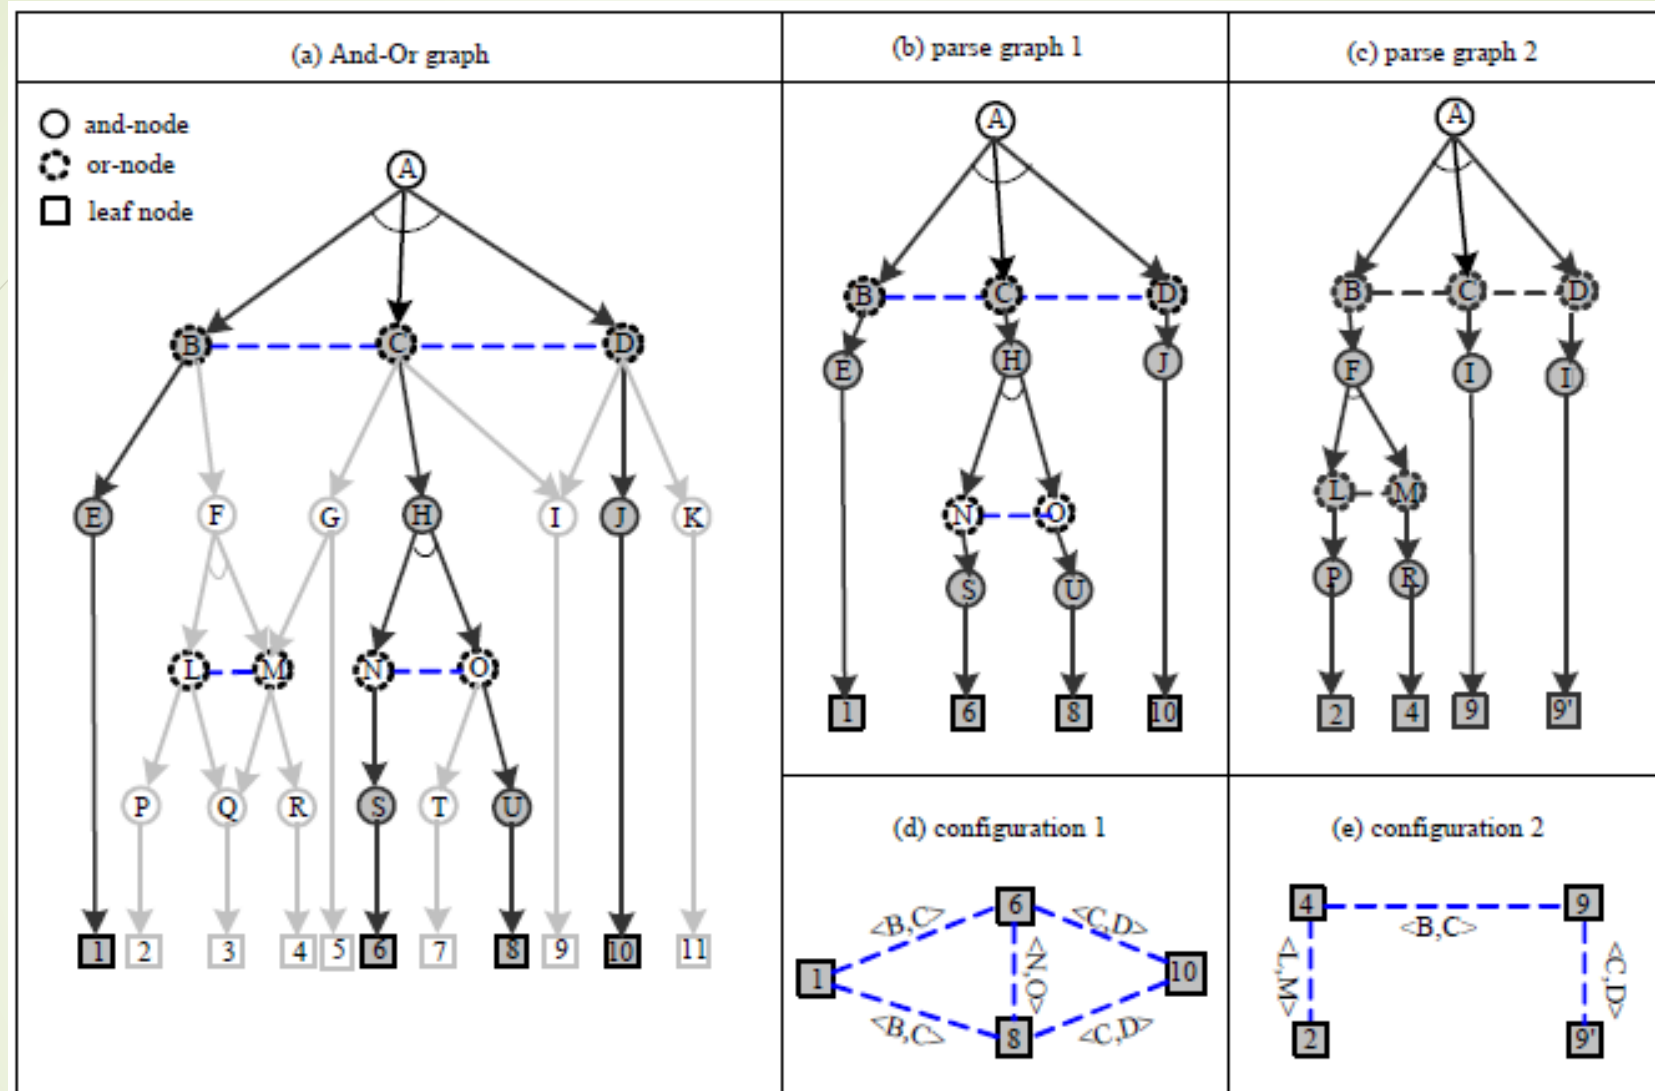 (a) And-Or graph
(b) parse graph 1
(c) parse graph 2
and-node
or-node
leaf node
A
B C D
E F G H I J K
L M N O
P Q R S T U
1 2 3 4 5 6 7 8 9 10 11
A
B C D
E H J
N O
S U
1 6 8 10
A
B C D
F I I
L M
P R
2 4 9 9'
(d) configuration 1
6
<B,C> <C,D>
1 <N,O> 10
<B,C> <C,D>
8
(e) configuration 2
4 9
<B,C>
<L,M> <C,D>
2 9'